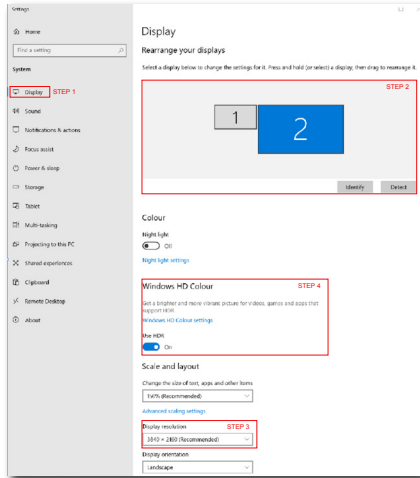 Settings
Home
Find a setting
System
Display STEP 1
Sound
Notifications & actions
Focus assist
Power & sleep
Storage
Tablet
Multi-tasking
Projecting to this PC
Shared experiences
Clipboard
Remote Desktop
About
Display
Rearrange your displays
Select a display below to change the settings for it. Press and hold (or select) a display, then drag to rearrange it.
STEP 2
1 2
Identify Detect
Colour
Night light
Off
Night light settings
Windows HD Colour STEP 4
Get a brighter and more vibrant picture for videos, games and apps that
support HDR.
Windows HD Colour settings
Use HDR
On
Scale and layout
Change the size of text, apps and other items
150% (Recommended)
Advanced scaling settings
Display resolution STEP 3
3840 × 2160 (Recommended)
Display orientation
Landscape